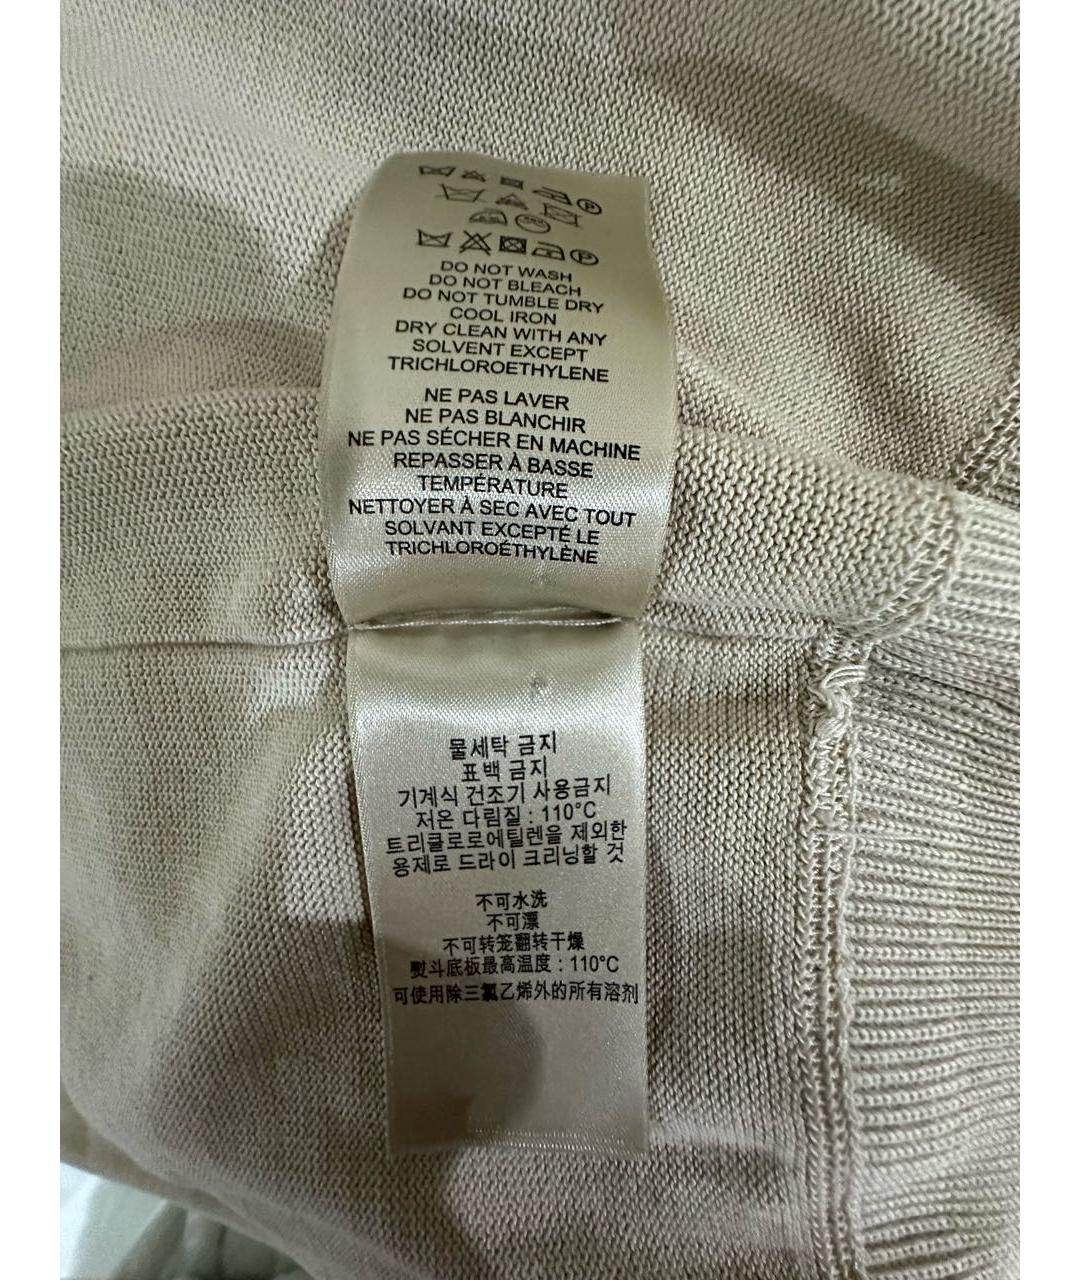 DO NOT WASH
DO NOT BLEACH
DO NOT TUMBLE DRY
COOL IRON
DRY CLEAN WITH ANY
SOLVENT EXCEPT
TRICHLOROETHYLENE
NE PAS LAVER
NE PAS BLANCHIR
NE PAS SÉCHER EN MACHINE
REPASSER À BASSE
TEMPÉRATURE
NETTOYER À SEC AVEC TOUT
SOLVANT EXCEPTÉ LE
TRICHLOROÉTHYLÈNE
물세탁 금지
표백 금지
기계식 건조기 사용금지
저온 다림질 : 110°C
트리클로로에틸렌을 제외한
용제로 드라이 크리닝할 것
不可水洗
不可漂
不可转笼翻转干燥
熨斗底板最高温度 : 110°C
可使用除三氯乙烯外的所有溶剂